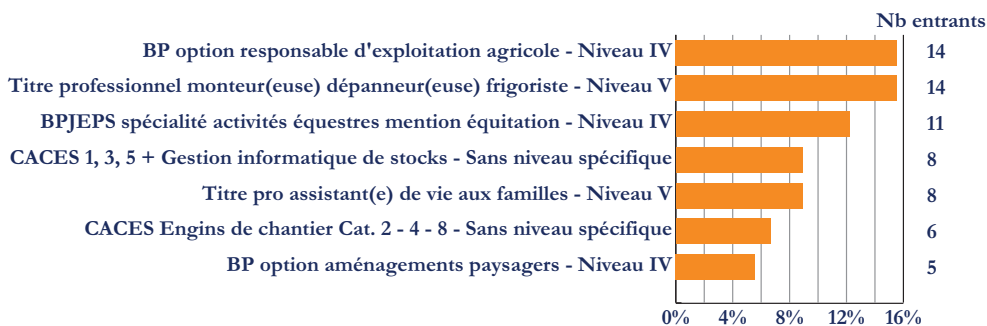 Nb entrants
BP option responsable d'exploitation agricole - Niveau IV 14
Titre professionnel monteur(euse) dépanneur(euse) frigoriste - Niveau V 14
BPJEPS spécialité activités équestres mention équitation - Niveau IV 11
CACES 1, 3, 5 + Gestion informatique de stocks - Sans niveau spécifique 8
Titre pro assistant(e) de vie aux familles - Niveau V 8
CACES Engins de chantier Cat. 2 - 4 - 8 - Sans niveau spécifique 6
BP option aménagements paysagers - Niveau IV 5
0% 4% 8% 12% 16%